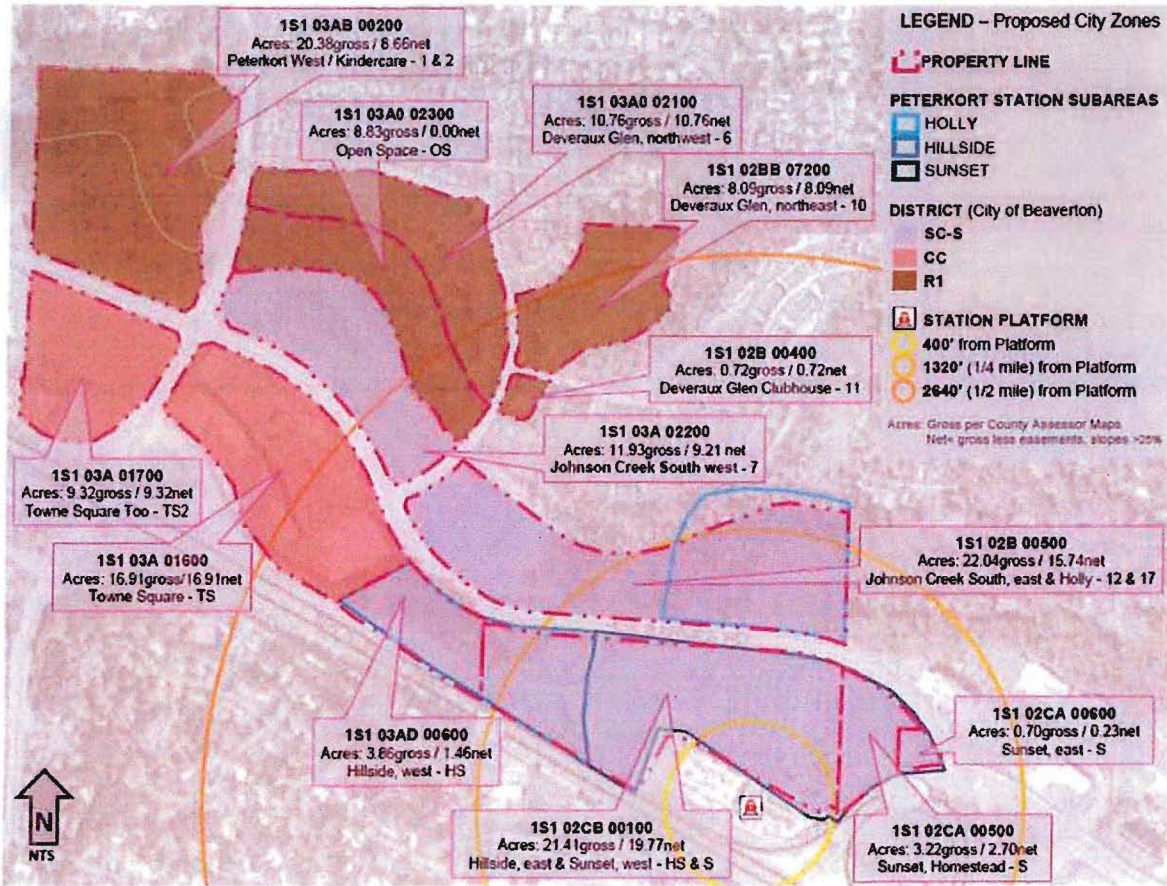 1S1 03AB 00200
Acres: 20.38gross / 8.66net
Peterkort West / Kindercare - 1 & 2
1S1 03A0 02300
Acres: 8.83gross / 0.00net
Open Space - OS
1S1 03A0 02100
Acres: 10.76gross / 10.76net
Deveraux Glen, northwest - 6
1S1 02BB 07200
Acres: 8.09gross / 8.09net
Deveraux Glen, northeast - 10
1S1 02B 00400
Acres: 0.72gross / 0.72net
Deveraux Glen Clubhouse - 11
1S1 03A 02200
Acres: 11.93gross / 9.21 net
Johnson Creek South west - 7
1S1 03A 01700
Acres: 9.32gross / 9.32net
Towne Square Too - TS2
1S1 03A 01600
Acres: 16.91gross/16.91net
Towne Square - TS
1S1 02B 00500
Acres: 22.04gross / 15.74net
Johnson Creek South, east & Holly - 12 & 17
1S1 03AD 00600
Acres: 3.86gross / 1.46net
Hillside, west - HS
1S1 02CB 00100
Acres: 21.41gross / 19.77net
Hillside, east & Sunset, west - HS & S
1S1 02CA 00600
Acres: 0.70gross / 0.23net
Sunset, east - S
1S1 02CA 00500
Acres: 3.22gross / 2.70net
Sunset, Homestead - S
N
NTS
LEGEND – Proposed City Zones
PROPERTY LINE
PETERKORT STATION SUBAREAS
HOLLY
HILLSIDE
SUNSET
DISTRICT (City of Beaverton)
SC-S
CC
R1
STATION PLATFORM
400' from Platform
1320' (1/4 mile) from Platform
2640' (1/2 mile) from Platform
Acres: Gross per County Assessor Maps
Net= gross less easements, slopes >25%